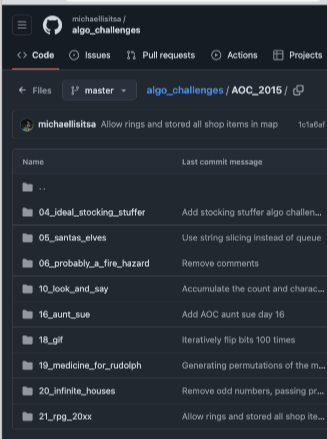 michaellisitsa /
algo_challenges
Code Issues Pull requests Actions Projects
Files master algo_challenges / AOC_2015 /
michaellisitsa Allow rings and stored all shop items in map 1c1a6af
Name Last commit message
..
04_ideal_stocking_stuffer Add stocking stuffer algo challen...
05_santas_elves Use string slicing instead of queue
06_probably_a_fire_hazard Remove comments
10_look_and_say Accumulate the count and charac...
16_aunt_sue Add AOC aunt sue day 16
18_gif Iteratively flip bits 100 times
19_medicine_for_rudolph Generating permutations of the m...
20_infinite_houses Remove odd numbers, passing pr...
21_rpg_20xx Allow rings and stored all shop ite...